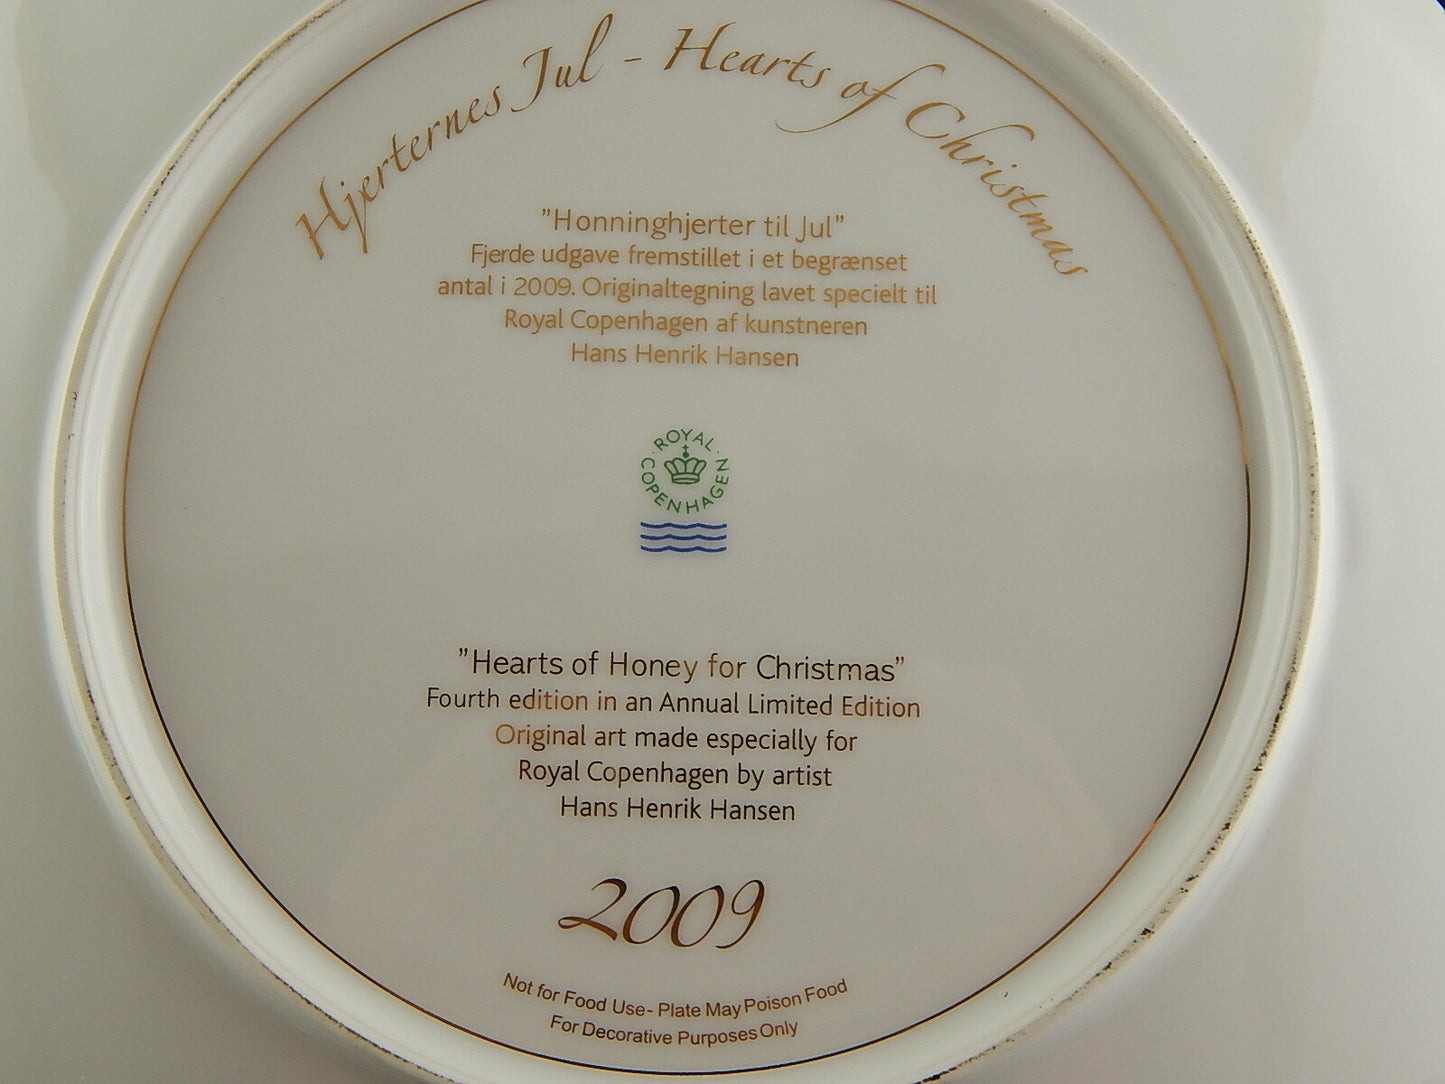 Hjerternes Jul - Hearts of Christmas
"Honninghjerter til Jul"
Fjerde udgave fremstillet i et begrænset
antal i 2009. Originaltegning lavet specielt til
Royal Copenhagen af kunstneren
Hans Henrik Hansen
ROYAL COPENHAGEN
"Hearts of Honey for Christmas"
Fourth edition in an Annual Limited Edition
Original art made especially for
Royal Copenhagen by artist
Hans Henrik Hansen
2009
Not for Food Use- Plate May Poison Food
For Decorative Purposes Only